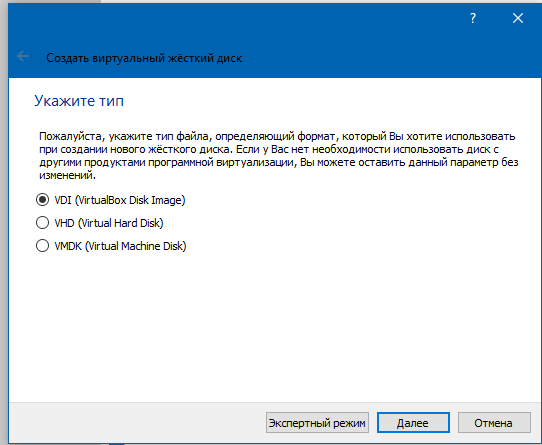 ?
Создать виртуальный жёсткий диск
Укажите тип
Пожалуйста, укажите тип файла, определяющий формат, который Вы хотите использовать
при создании нового жёсткого диска. Если у Вас нет необходимости использовать диск с
другими продуктами программной виртуализации, Вы можете оставить данный параметр без
изменений.
VDI (VirtualBox Disk Image)
VHD (Virtual Hard Disk)
VMDK (Virtual Machine Disk)
Экспертный режим Далее Отмена